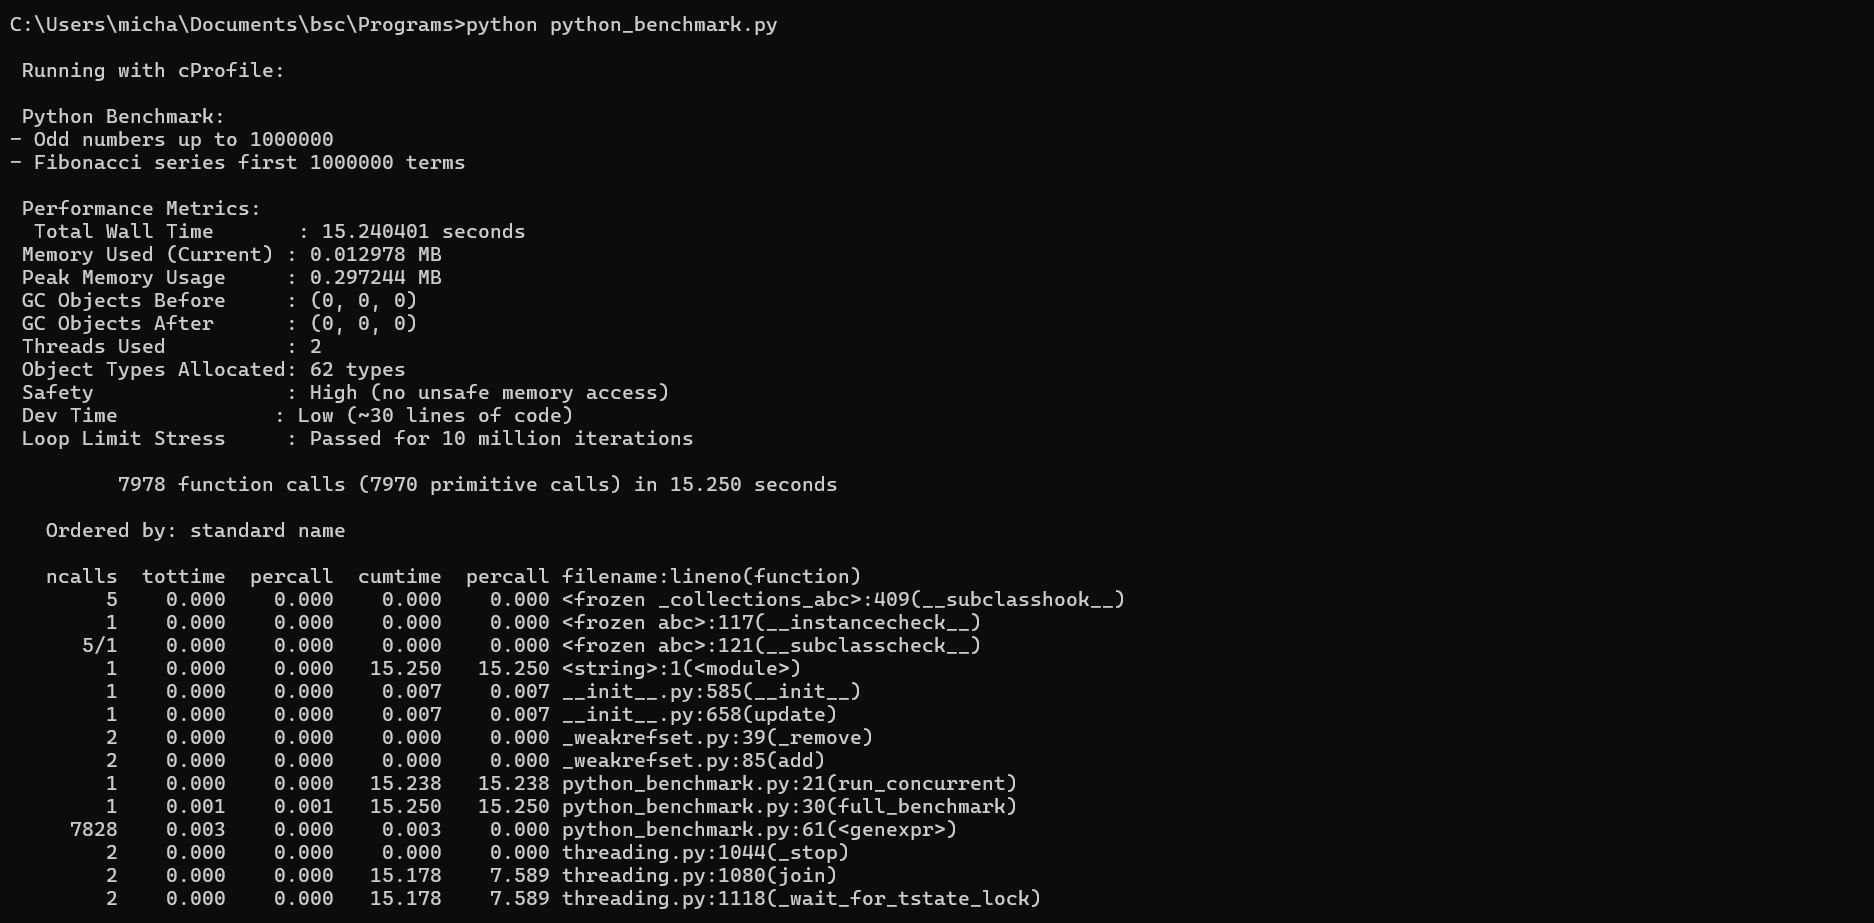 C:\Users\micha\Documents\bsc\Programs>python python_benchmark.py
Running with cProfile:
Python Benchmark:
- Odd numbers up to 1000000
- Fibonacci series first 1000000 terms
Performance Metrics:
Total Wall Time       : 15.240401 seconds
Memory Used (Current) : 0.012978 MB
Peak Memory Usage     : 0.297244 MB
GC Objects Before     : (0, 0, 0)
GC Objects After      : (0, 0, 0)
Threads Used          : 2
Object Types Allocated: 62 types
Safety                : High (no unsafe memory access)
Dev Time             : Low (~30 lines of code)
Loop Limit Stress     : Passed for 10 million iterations
7978 function calls (7970 primitive calls) in 15.250 seconds
Ordered by: standard name
ncalls  tottime  percall  cumtime  percall filename:lineno(function)
5    0.000    0.000    0.000    0.000 <frozen _collections_abc>:409(__subclasshook__)
1    0.000    0.000    0.000    0.000 <frozen abc>:117(__instancecheck__)
5/1    0.000    0.000    0.000    0.000 <frozen abc>:121(__subclasscheck__)
1    0.000    0.000   15.250   15.250 <string>:1(<module>)
1    0.000    0.000    0.007    0.007 __init__.py:585(__init__)
1    0.000    0.000    0.007    0.007 __init__.py:658(update)
2    0.000    0.000    0.000    0.000 _weakrefset.py:39(_remove)
2    0.000    0.000    0.000    0.000 _weakrefset.py:85(add)
1    0.000    0.000   15.238   15.238 python_benchmark.py:21(run_concurrent)
1    0.001    0.001   15.250   15.250 python_benchmark.py:30(full_benchmark)
7828    0.003    0.000    0.003    0.000 python_benchmark.py:61(<genexpr>)
2    0.000    0.000    0.000    0.000 threading.py:1044(_stop)
2    0.000    0.000   15.178    7.589 threading.py:1080(join)
2    0.000    0.000   15.178    7.589 threading.py:1118(_wait_for_tstate_lock)